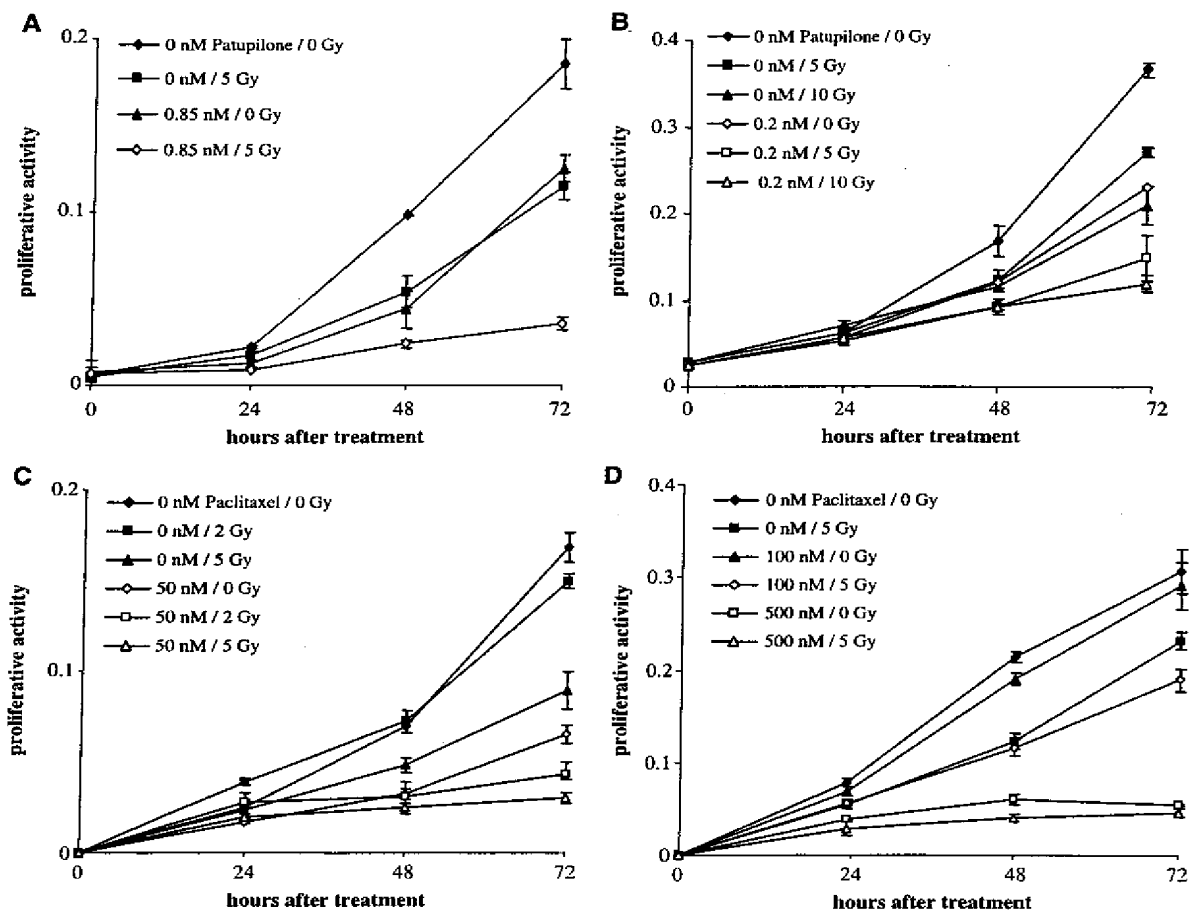 A
0.2
0.1
0
proliferative activity
0 nM Patupilone / 0 Gy
0 nM / 5 Gy
0.85 nM / 0 Gy
0.85 nM / 5 Gy
0
24
48
72
hours after treatment
B
0.4
0.3
0.2
0.1
0
proliferative activity
0 nM Patupilone / 0 Gy
0 nM / 5 Gy
0 nM / 10 Gy
0.2 nM / 0 Gy
0.2 nM / 5 Gy
0.2 nM / 10 Gy
0
24
48
72
hours after treatment
C
0.2
0.1
0
proliferative activity
0 nM Paclitaxel / 0 Gy
0 nM / 2 Gy
0 nM / 5 Gy
50 nM / 0 Gy
50 nM / 2 Gy
50 nM / 5 Gy
0
24
48
72
hours after treatment
D
0.4
0.3
0.2
0.1
0
proliferative activity
0 nM Paclitaxel / 0 Gy
0 nM / 5 Gy
100 nM / 0 Gy
100 nM / 5 Gy
500 nM / 0 Gy
500 nM / 5 Gy
0
24
48
72
hours after treatment